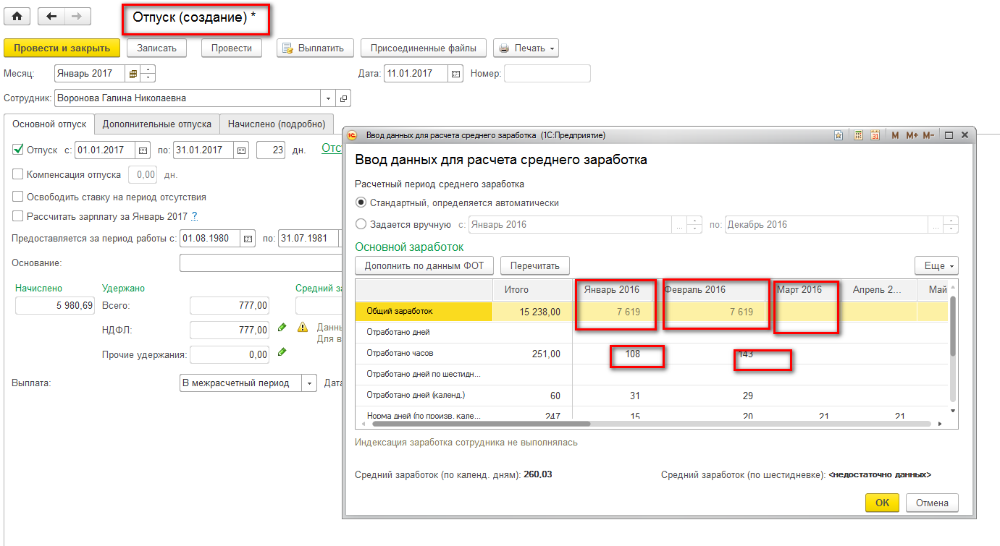 Отпуск (создание) *
Провести и закрыть Записать Провести Выплатить Присоединенные файлы Печать
Месяц: Январь 2017 Дата: 11.01.2017 Номер:
Сотрудник: Воронова Галина Николаевна
Основной отпуск Дополнительные отпуска Начислено (подробно)
Отпуск с: 01.01.2017 по: 31.01.2017 23 дн.
Компенсация отпуска 0,00 дн.
Освободить ставку на период отсутствия
Рассчитать зарплату за Январь 2017 ?
Предоставляется за период работы с: 01.08.1980 по: 31.07.1981
Основание:
Начислено Удержано Средний за
5 980,69 Всего: 777,00
НДФЛ: 777,00 Данны
Для в
Прочие удержания: 0,00
Выплата: В межрасчетный период Дата
Ввод данных для расчета среднего заработка (1С:Предприятие) 31 M M+ M-
Ввод данных для расчета среднего заработка
Расчетный период среднего заработка
Стандартный, определяется автоматически
Задается вручную с: Январь 2016 ... по: Декабрь 2016 ...
Основной заработок
Дополнить по данным ФОТ Перечитать Еще
Итого Январь 2016 Февраль 2016 Март 2016 Апрель 2... Май
Общий заработок 15 238,00 7 619 7 619
Отработано дней
Отработано часов 251,00 108 143
Отработано дней по шестидн...
Отработано дней (календ.) 60 31 29
Норма дней (по произв. кале... 247 15 20 21 21
Индексация заработка сотрудника не выполнялась
Средний заработок (по календ. дням): 260,03 Средний заработок (по шестидневке): <недостаточно данных>
ОК Отмена